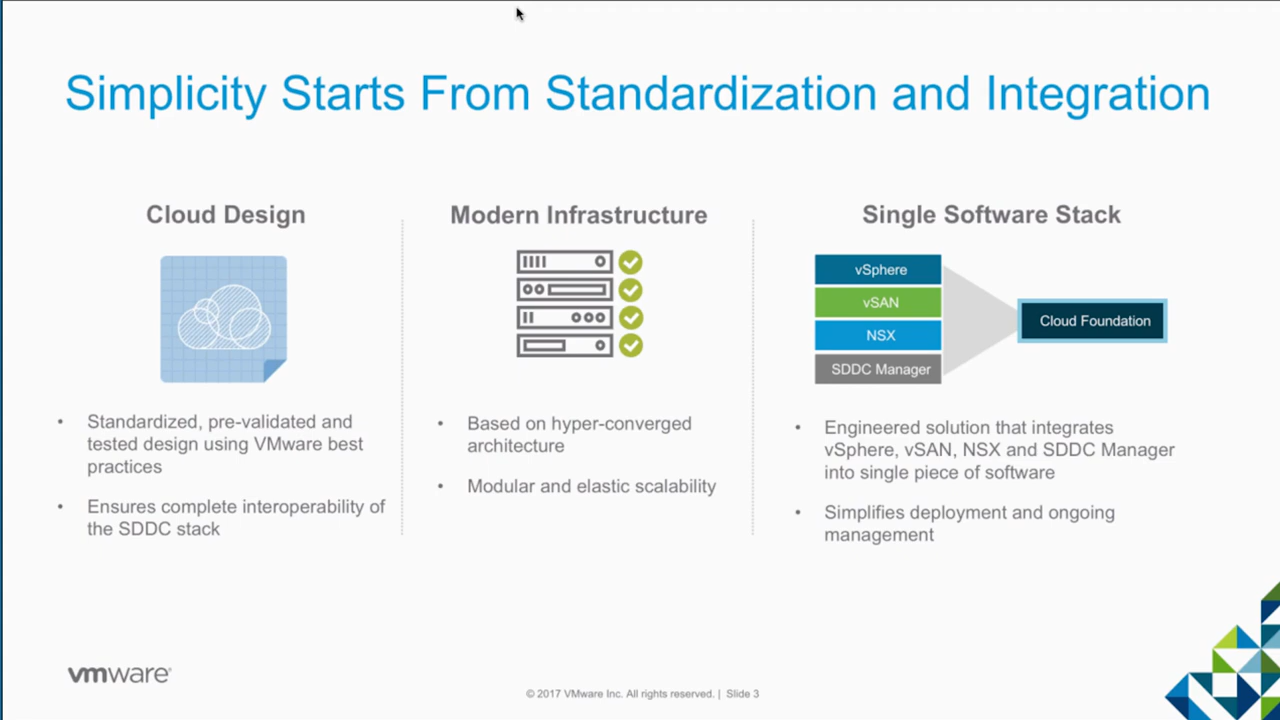 Simplicity Starts From Standardization and Integration
Cloud Design
• Standardized, pre-validated and
tested design using VMware best
practices
• Ensures complete interoperability of
the SDDC stack
Modern Infrastructure
• Based on hyper-converged
architecture
• Modular and elastic scalability
Single Software Stack
vSphere
vSAN
NSX
SDDC Manager
Cloud Foundation
• Engineered solution that integrates
vSphere, vSAN, NSX and SDDC Manager
into single piece of software
• Simplifies deployment and ongoing
management
vmware®
© 2017 VMware Inc. All rights reserved. | Slide 3